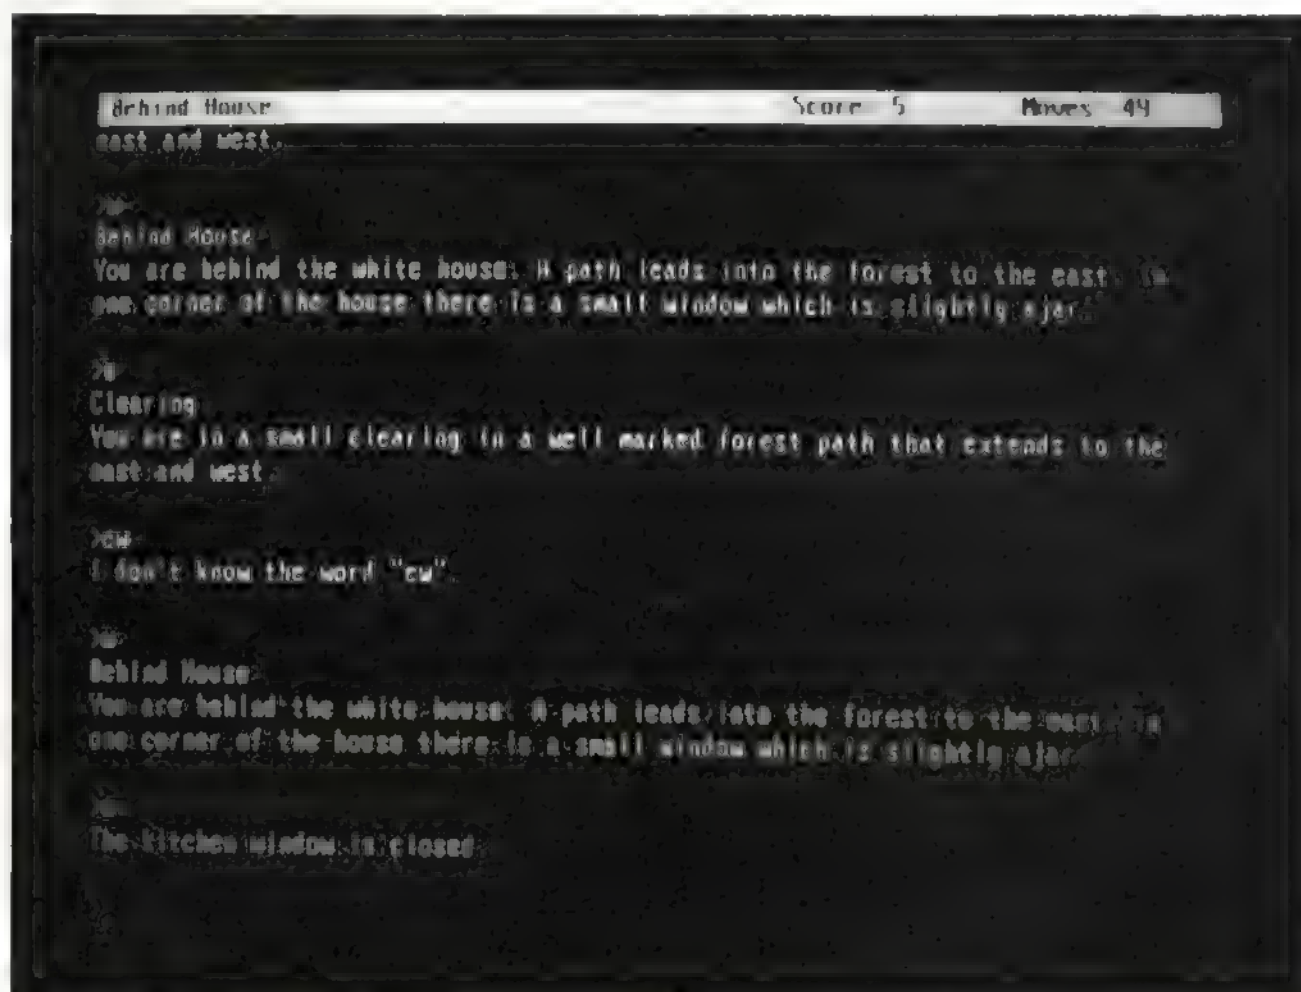 Behind House Score 5 Moves 49
east and west.
>w
Behind House
You are behind the white house. A path leads into the forest to the east. In
one corner of the house there is a small window which is slightly ajar.
Clearing
You are in a small clearing in a well marked forest path that extends to the
east and west.
>cw
I don't know the word "cw".
>w
Behind House
You are behind the white house. A path leads into the forest to the east. In
one corner of the house there is a small window which is slightly ajar.
>w
The kitchen window is closed.